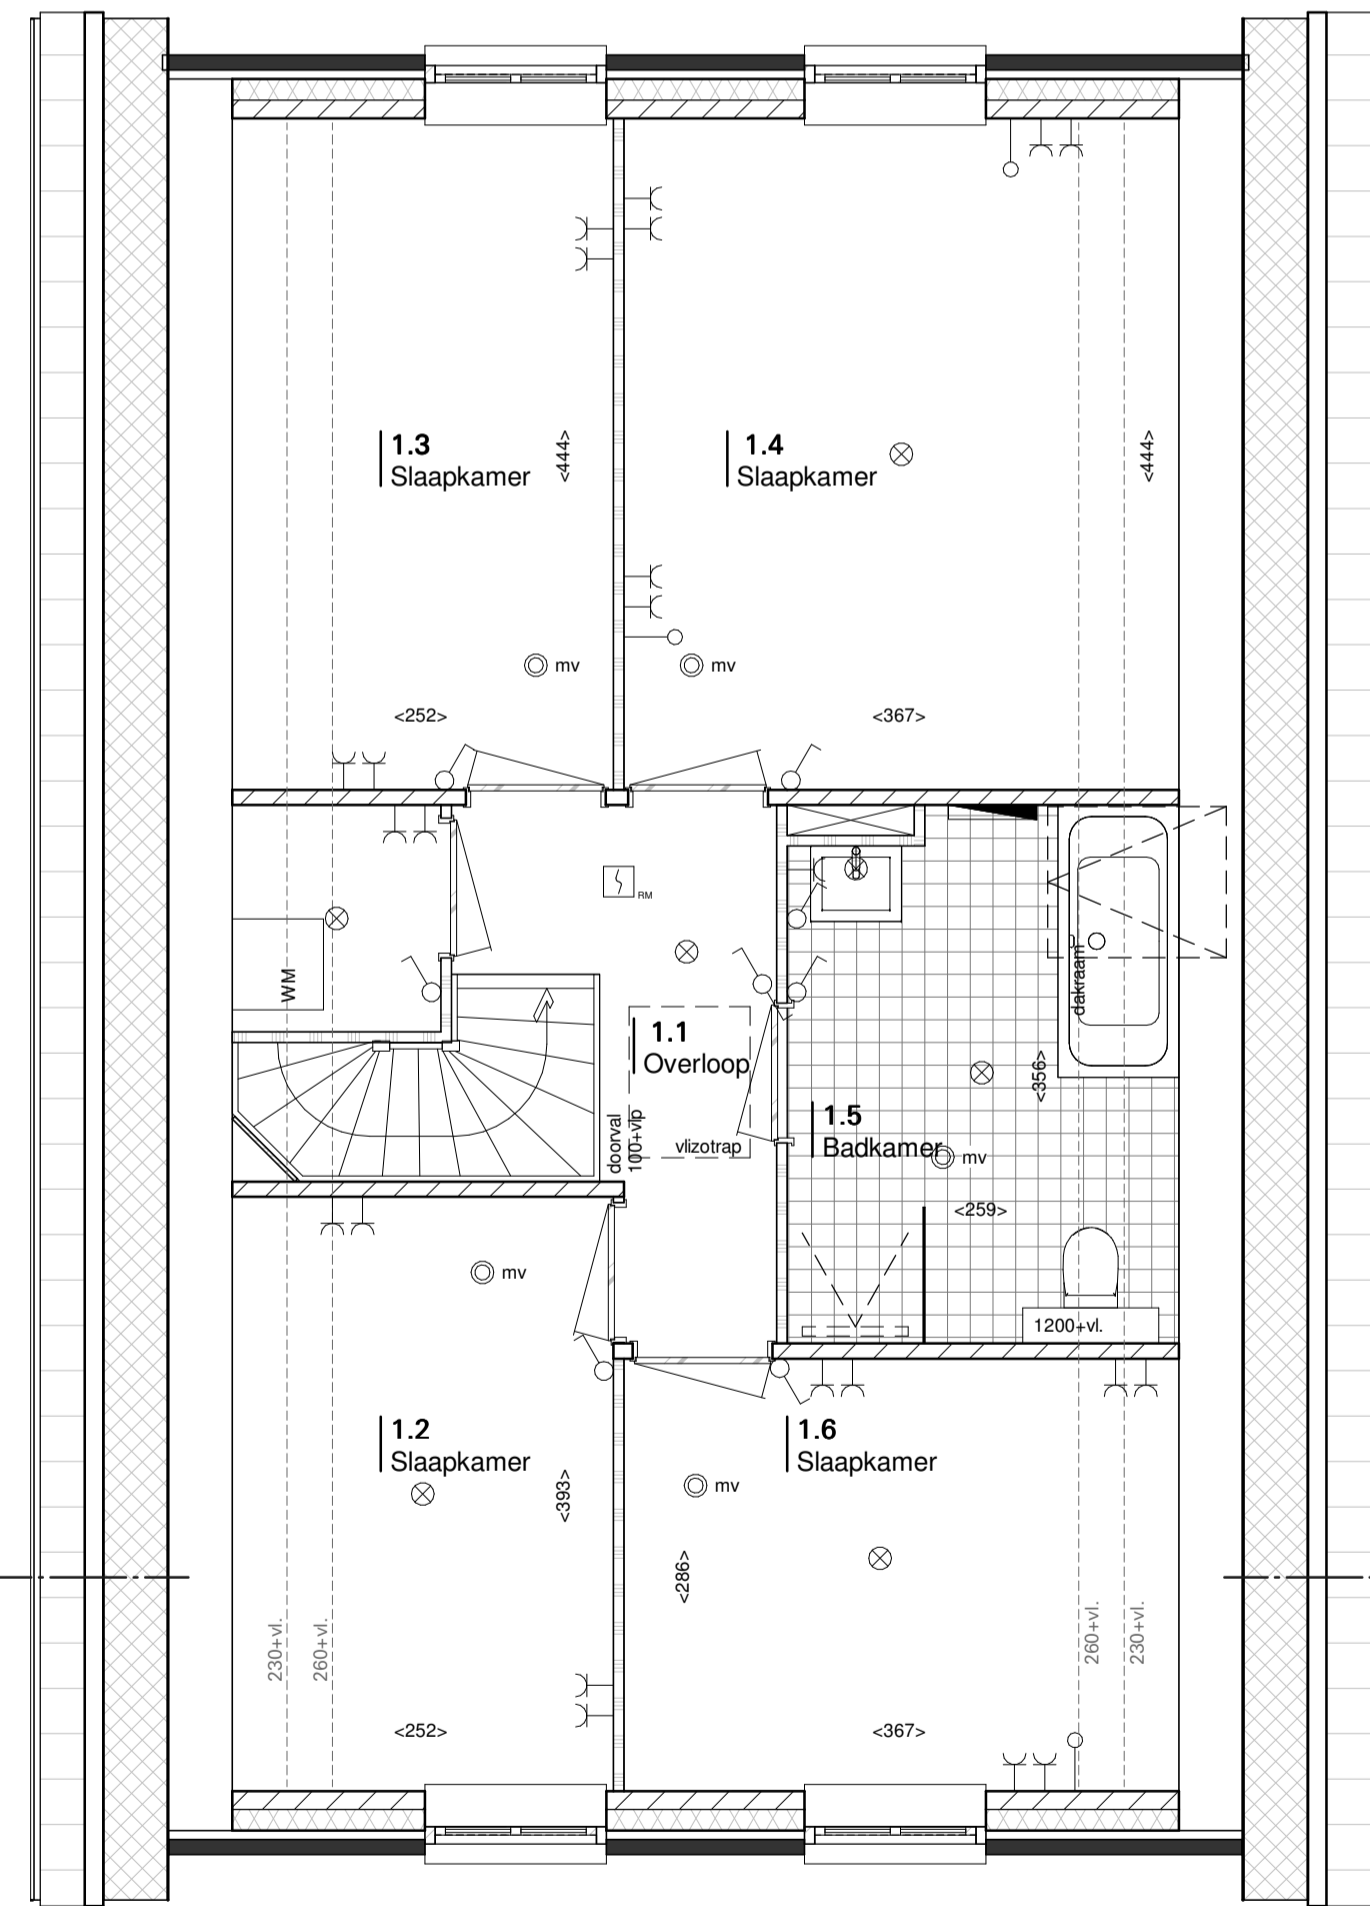 1.3
Slaapkamer
<444>
1.4
Slaapkamer
<444>
mv
mv
<252>
<367>
RM
WM
dakraam
1.1
Overloop
<356>
doorval
100+vlp
vlizotrap
1.5
Badkamer
mv
<259>
mv
1200+vl.
1.2
Slaapkamer
<393>
1.6
Slaapkamer
mv
<286>
230+vl.
260+vl.
260+vl.
230+vl.
<252>
<367>